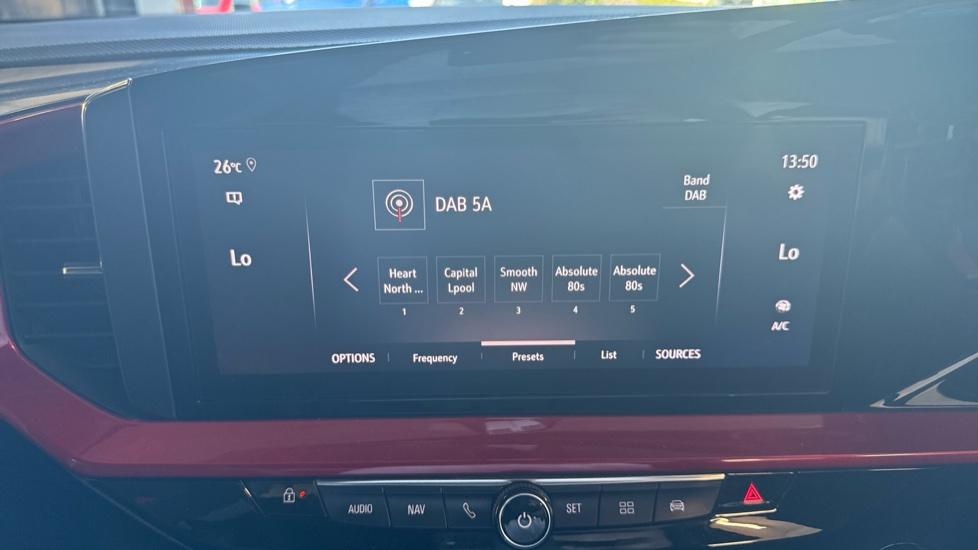 26°C
13:50
DAB 5A
Band
DAB
Lo
Lo
Heart
North ...
1
Capital
Lpool
2
Smooth
NW
3
Absolute
80s
4
Absolute
80s
5
A/C
OPTIONS
Frequency
Presets
List
SOURCES
AUDIO
NAV
SET